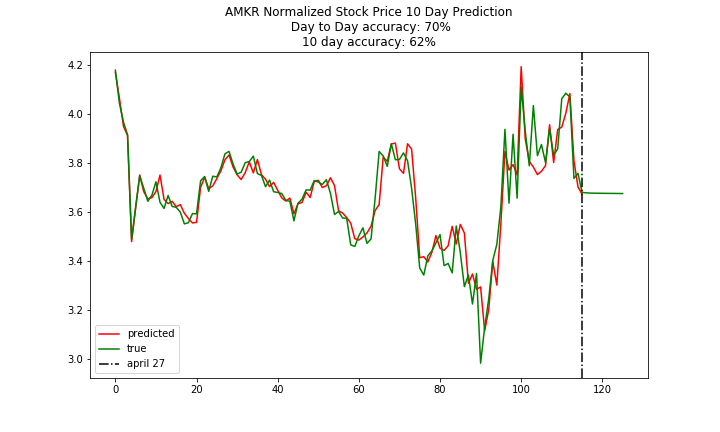 AMKR Normalized Stock Price 10 Day Prediction
Day to Day accuracy: 70%
10 day accuracy: 62%
4.2
4.0
3.8
3.6
3.4
3.2
3.0
predicted
true
april 27
0 20 40 60 80 100 120